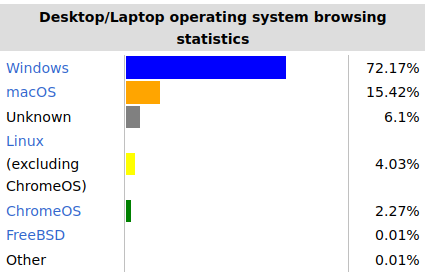 Desktop/Laptop operating system browsing
statistics
Windows 72.17%
macOS 15.42%
Unknown 6.1%
Linux
(excluding 4.03%
ChromeOS)
ChromeOS 2.27%
FreeBSD 0.01%
Other 0.01%